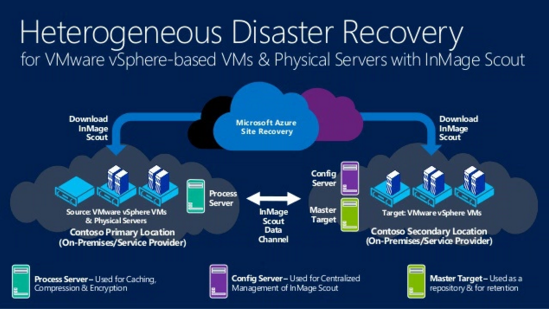 Heterogeneous Disaster Recovery
for VMware vSphere-based VMs & Physical Servers with InMage Scout
Microsoft Azure
Site Recovery
Download
InMage
Scout
Download
InMage
Scout
Process
Server
Source: VMware vSphere VMs
& Physical Servers
Contoso Primary Location
(On-Premises/Service Provider)
InMage
Scout
Data
Channel
Config
Server
Master
Target
Target: VMware vSphere VMs
Contoso Secondary Location
(On-Premises/Service Provider)
Process Server – Used for Caching,
Compression & Encryption
Config Server – Used for Centralized
Management of InMage Scout
Master Target – Used as a
repository & for retention